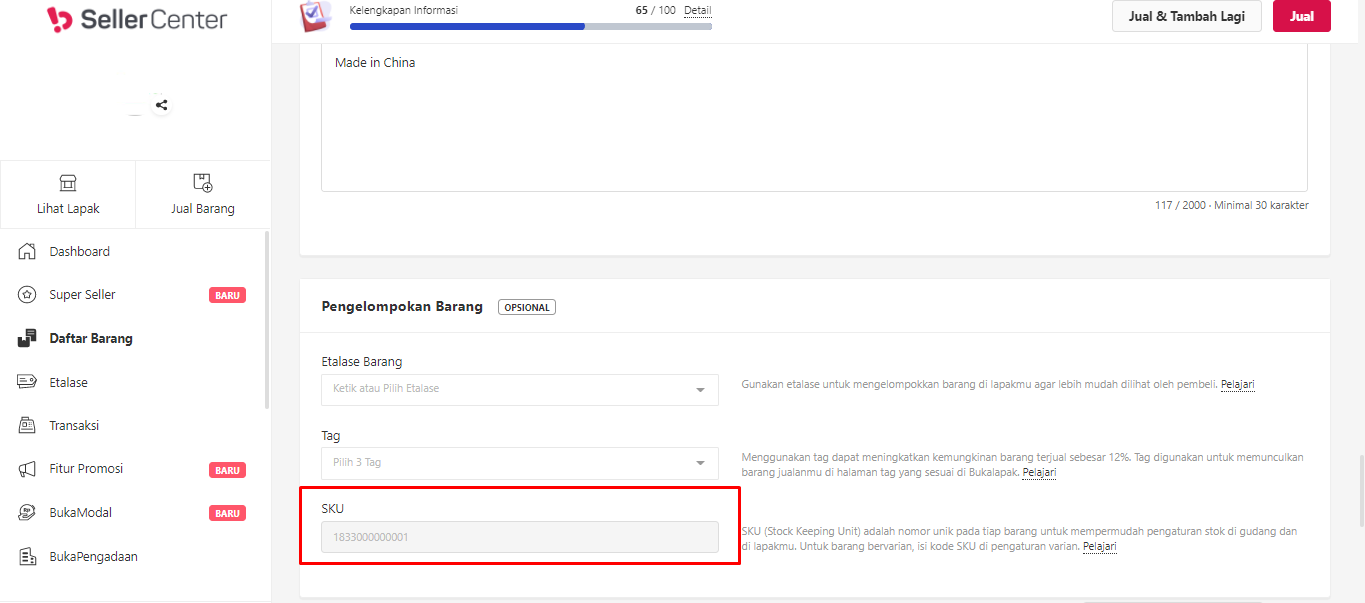 SellerCenter
Kelengkapan Informasi
65 / 100 Detail
Jual & Tambah Lagi
Jual
Lihat Lapak
Jual Barang
Dashboard
Super Seller BARU
Daftar Barang
Etalase
Transaksi
Fitur Promosi BARU
BukaModal BARU
BukaPengadaan
Made in China
117 / 2000 - Minimal 30 karakter
Pengelompokan Barang OPSIONAL
Etalase Barang
Ketik atau Pilih Etalase
Gunakan etalase untuk mengelompokkan barang di lapakmu agar lebih mudah dilihat oleh pembeli. Pelajari
Tag
Pilih 3 Tag
Menggunakan tag dapat meningkatkan kemungkinan barang terjual sebesar 12%. Tag digunakan untuk memunculkan
barang jualanmu di halaman tag yang sesuai di Bukalapak. Pelajari
SKU
1833000000001
SKU (Stock Keeping Unit) adalah nomor unik pada tiap barang untuk mempermudah pengaturan stok di gudang dan
di lapakmu. Untuk barang bervarian, isi kode SKU di pengaturan varian. Pelajari